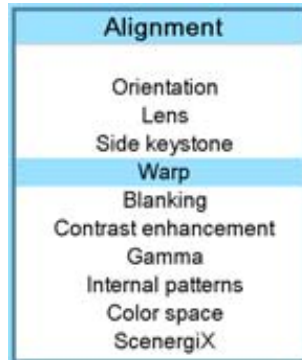 Alignment
Orientation
Lens
Side keystone
Warp
Blanking
Contrast enhancement
Gamma
Internal patterns
Color space
ScenergiX